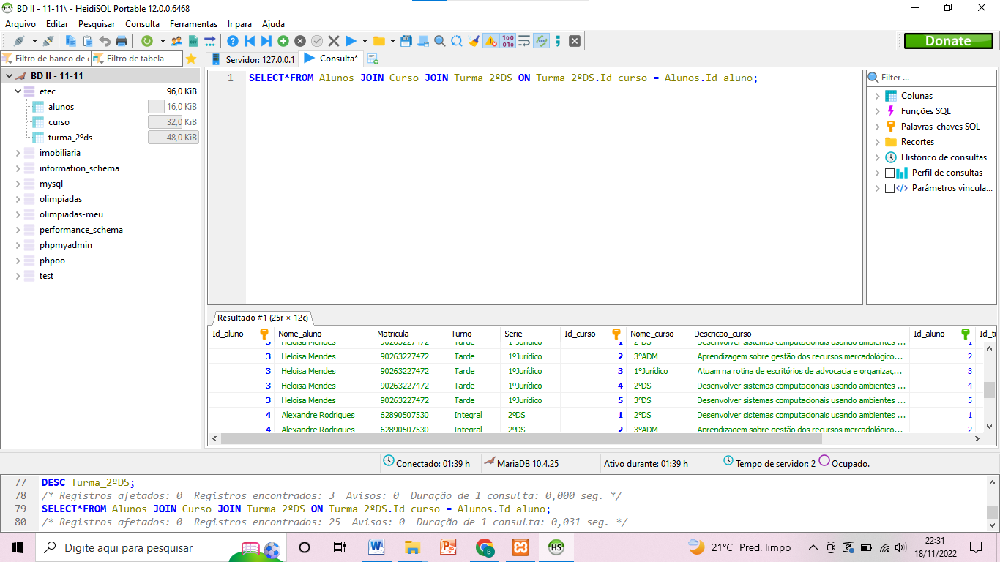 BD II - 11-11\ - HeidiSQL Portable 12.0.0.6468
Arquivo Editar Pesquisar Consulta Ferramentas Ir para Ajuda
Donate
Filtro de banco de Filtro de tabela
Servidor: 127.0.0.1 Consulta*
BD II - 11-11
etec 96,0 KiB
alunos 16,0 KiB
curso 32,0 KiB
turma_2ºds 48,0 KiB
imobiliaria
information_schema
mysql
olimpiadas
olimpiadas-meu
performance_schema
phpmyadmin
phpoo
test
1 SELECT*FROM Alunos JOIN Curso JOIN Turma_2ºDS ON Turma_2ºDS.Id_curso = Alunos.Id_aluno;
Filter ...
Colunas
Funções SQL
Palavras-chaves SQL
Recortes
Histórico de consultas
Perfil de consultas
Parâmetros vincula...
Resultado #1 (25r × 12c)
Id_aluno Nome_aluno Matricula Turno Serie Id_curso Nome_curso Descricao_curso Id_aluno
3 Heloisa Mendes 90263227472 Tarde 1ºJurídico 1 2ºDS Desenvolver sistemas computacionais usando ambientes ... 1
3 Heloisa Mendes 90263227472 Tarde 1ºJurídico 2 3ºADM Aprendizagem sobre gestão dos recursos mercadológico... 2
3 Heloisa Mendes 90263227472 Tarde 1ºJurídico 3 1ºJurídico Atuam na rotina de escritórios de advocacia e organizaç... 3
3 Heloisa Mendes 90263227472 Tarde 1ºJurídico 4 2ºDS Desenvolver sistemas computacionais usando ambientes ... 4
3 Heloisa Mendes 90263227472 Tarde 1ºJurídico 5 3ºDS Desenvolver sistemas computacionais usando ambientes ... 5
4 Alexandre Rodrigues 62890507530 Integral 2ºDS 1 2ºDS Desenvolver sistemas computacionais usando ambientes ... 1
4 Alexandre Rodrigues 62890507530 Integral 2ºDS 2 3ºADM Aprendizagem sobre gestão dos recursos mercadológico... 2
Conectado: 01:39 h MariaDB 10.4.25 Ativo durante: 01:39 h Tempo de servidor: 2 Ocupado.
77 DESC Turma_2ºDS;
78 /* Registros afetados: 0 Registros encontrados: 3 Avisos: 0 Duração de 1 consulta: 0,000 seg. */
79 SELECT*FROM Alunos JOIN Curso JOIN Turma_2ºDS ON Turma_2ºDS.Id_curso = Alunos.Id_aluno;
80 /* Registros afetados: 0 Registros encontrados: 25 Avisos: 0 Duração de 1 consulta: 0,031 seg. */
Digite aqui para pesquisar
21°C Pred. limpo
22:31
18/11/2022